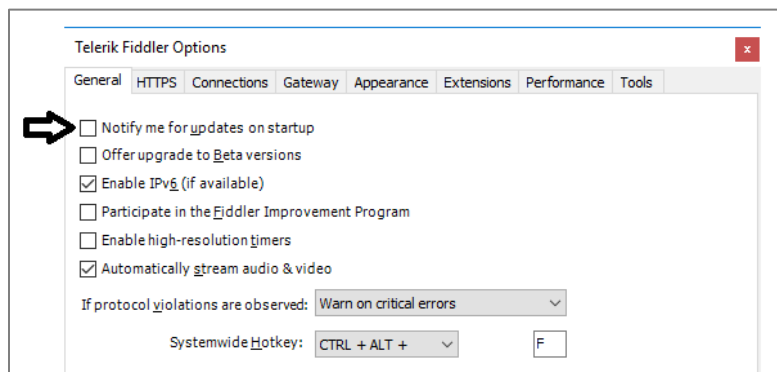 Telerik Fiddler Options
x
General HTTPS Connections Gateway Appearance Extensions Performance Tools
Notify me for updates on startup
Offer upgrade to Beta versions
Enable IPv6 (if available)
Participate in the Fiddler Improvement Program
Enable high-resolution timers
Automatically stream audio & video
If protocol violations are observed: Warn on critical errors
Systemwide Hotkey: CTRL + ALT + F